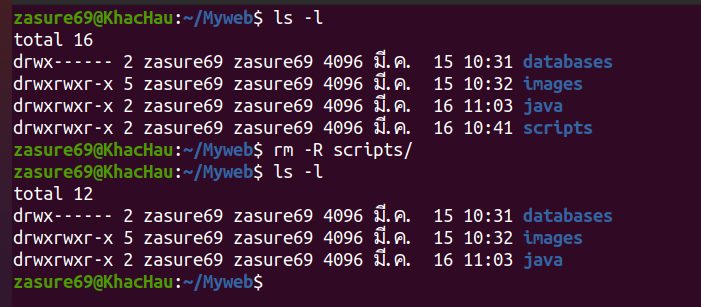 zasure69@KhacHau:~/Myweb$ ls -l
total 16
drwx------ 2 zasure69 zasure69 4096 มี.ค.  15 10:31 databases
drwxrwxr-x 5 zasure69 zasure69 4096 มี.ค.  15 10:32 images
drwxrwxr-x 2 zasure69 zasure69 4096 มี.ค.  16 11:03 java
drwxrwxr-x 2 zasure69 zasure69 4096 มี.ค.  16 10:41 scripts
zasure69@KhacHau:~/Myweb$ rm -R scripts/
zasure69@KhacHau:~/Myweb$ ls -l
total 12
drwx------ 2 zasure69 zasure69 4096 มี.ค.  15 10:31 databases
drwxrwxr-x 5 zasure69 zasure69 4096 มี.ค.  15 10:32 images
drwxrwxr-x 2 zasure69 zasure69 4096 มี.ค.  16 11:03 java
zasure69@KhacHau:~/Myweb$